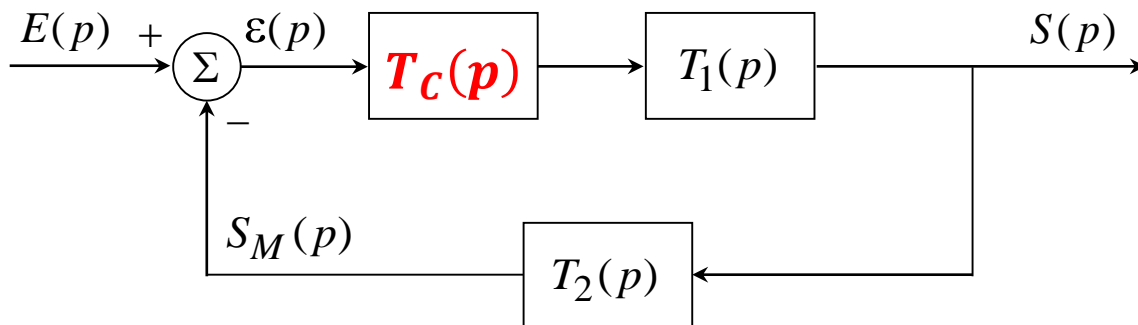 E(p) + ε(p) S(p)
Σ T_C(p) T_1(p)
−
S_M(p)
T_2(p)